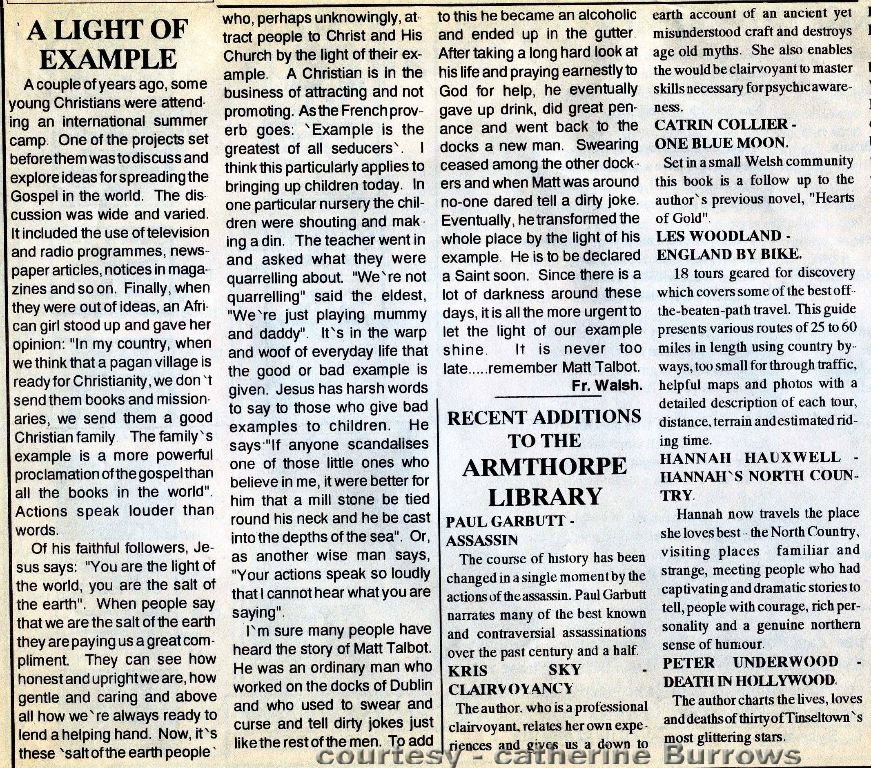 A LIGHT OF
EXAMPLE
A couple of years ago, some
young Christians were attend-
ing an international summer
camp. One of the projects set
before them was to discuss and
explore ideas for spreading the
Gospel in the world. The dis-
cussion was wide and varied.
It included the use of television
and radio programmes, news-
paper articles, notices in maga-
zines and so on. Finally, when
they were out of ideas, an Afri-
can girl stood up and gave her
opinion: "In my country, when
we think that a pagan village is
ready for Christianity, we don`t
send them books and mission-
aries, we send them a good
Christian family The family`s
example is a more powerful
proclamation of the gospel than
all the books in the world".
Actions speak louder than
words.
Of his faithful followers, Je-
sus says: "You are the light of
the world, you are the salt of
the earth". When people say
that we are the salt of the earth
they are paying us a great com-
pliment. They can see how
honest and upright we are, how
gentle and caring and above
all how we`re always ready to
lend a helping hand. Now, it`s
these `salt of the earth people`
who, perhaps unknowingly, at-
tract people to Christ and His
Church by the light of their ex-
ample. A Christian is in the
business of attracting and not
promoting. As the French prov-
erb goes: `Example is the
greatest of all seducers`. I
think this particularly applies to
bringing up children today. In
one particular nursery the chil-
dren were shouting and mak-
ing a din. The teacher went in
and asked what they were
quarrelling about. "We`re not
quarrelling" said the eldest,
"We`re just playing mummy
and daddy". It`s in the warp
and woof of everyday life that
the good or bad example is
given. Jesus has harsh words
to say to those who give bad
examples to children. He
says:"If anyone scandalises
one of those little ones who
believe in me, it were better for
him that a mill stone be tied
round his neck and he be cast
into the depths of the sea". Or,
as another wise man says,
"Your actions speak so loudly
that I cannot hear what you are
saying".
I`m sure many people have
heard the story of Matt Talbot.
He was an ordinary man who
worked on the docks of Dublin
and who used to swear and
curse and tell dirty jokes just
like the rest of the men. To add
to this he became an alcoholic
and ended up in the gutter
After taking a long hard look at
his life and praying earnestly to
God for help, he eventually
gave up drink, did great pen-
ance and went back to the
docks a new man. Swearing
ceased among the other dock-
ers and when Matt was around
no-one dared tell a dirty joke.
Eventually, he transformed the
whole place by the light of his
example. He is to be declared
a Saint soon. Since there is a
lot of darkness around these
days, it is all the more urgent to
let the light of our example
shine. It is never too
late.....remember Matt Talbot.
Fr. Walsh.
RECENT ADDITIONS
TO THE
ARMTHORPE
LIBRARY
PAUL GARBUTT -
ASSASSIN
The course of history has been
changed in a single moment by the
actions of the assassin. Paul Garbutt
narrates many of the best known
and contraversial assassinations
over the past century and a half.
KRIS SKY -
CLAIRVOYANCY
The author. who is a professional
clairvoyant, relates her own expe-
riences and gives us a down to
earth account of an ancient yet
misunderstood craft and destroys
age old myths. She also enables
the would be clairvoyant to master
skills necessary for psychic aware-
ness.
CATRIN COLLIER -
ONE BLUE MOON.
Set in a small Welsh community
this book is a follow up to the
author`s previous novel, "Hearts
of Gold".
LES WOODLAND -
ENGLAND BY BIKE.
18 tours geared for discovery
which covers some of the best off-
the-beaten-path travel. This guide
presents various routes of 25 to 60
miles in length using country by-
ways, too small for through traffic,
helpful maps and photos with a
detailed description of each tour,
distance, terrain and estimated rid-
ing time.
HANNAH HAUXWELL -
HANNAH`S NORTH COUN-
TRY.
Hannah now travels the place
she loves best - the North Country,
visiting places familiar and
strange, meeting people who had
captivating and dramatic stories to
tell, people with courage, rich per-
sonality and a genuine northern
sense of humour.
PETER UNDERWOOD -
DEATH IN HOLLYWOOD.
The author charts the lives, loves
and deaths of thirty of Tinseltown`s
most glittering stars.
courtesy - catherine Burrows